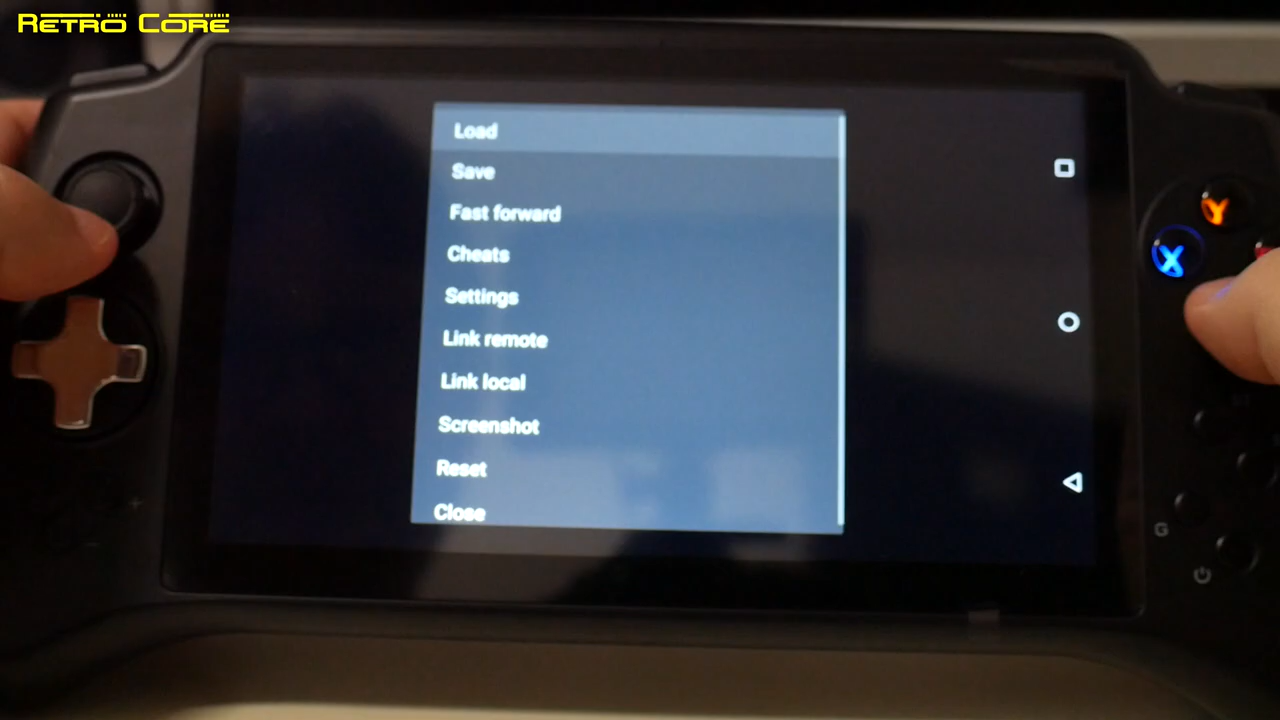 RETRO CORE
Load
Save
Fast forward
Cheats
Settings
Link remote
Link local
Screenshot
Reset
Close
Y
X
G